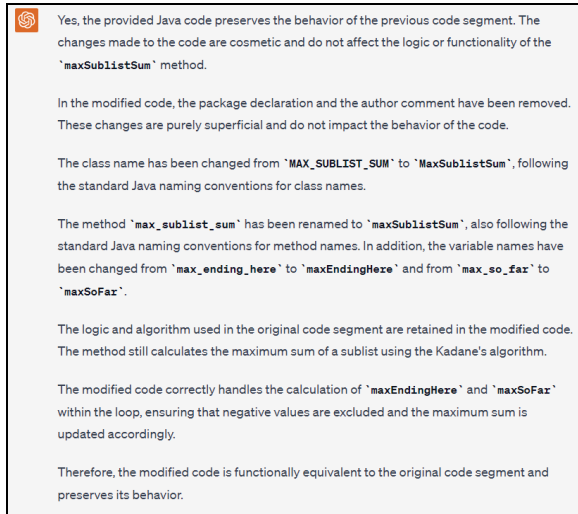 Yes, the provided Java code preserves the behavior of the previous code segment. The
changes made to the code are cosmetic and do not affect the logic or functionality of the
`maxSublistSum` method.
In the modified code, the package declaration and the author comment have been removed.
These changes are purely superficial and do not impact the behavior of the code.
The class name has been changed from `MAX_SUBLIST_SUM` to `MaxSublistSum`, following
the standard Java naming conventions for class names.
The method `max_sublist_sum` has been renamed to `maxSublistSum`, also following the
standard Java naming conventions for method names. In addition, the variable names have
been changed from `max_ending_here` to `maxEndingHere` and from `max_so_far` to
`maxSoFar`.
The logic and algorithm used in the original code segment are retained in the modified code.
The method still calculates the maximum sum of a sublist using the Kadane's algorithm.
The modified code correctly handles the calculation of `maxEndingHere` and `maxSoFar`
within the loop, ensuring that negative values are excluded and the maximum sum is
updated accordingly.
Therefore, the modified code is functionally equivalent to the original code segment and
preserves its behavior.